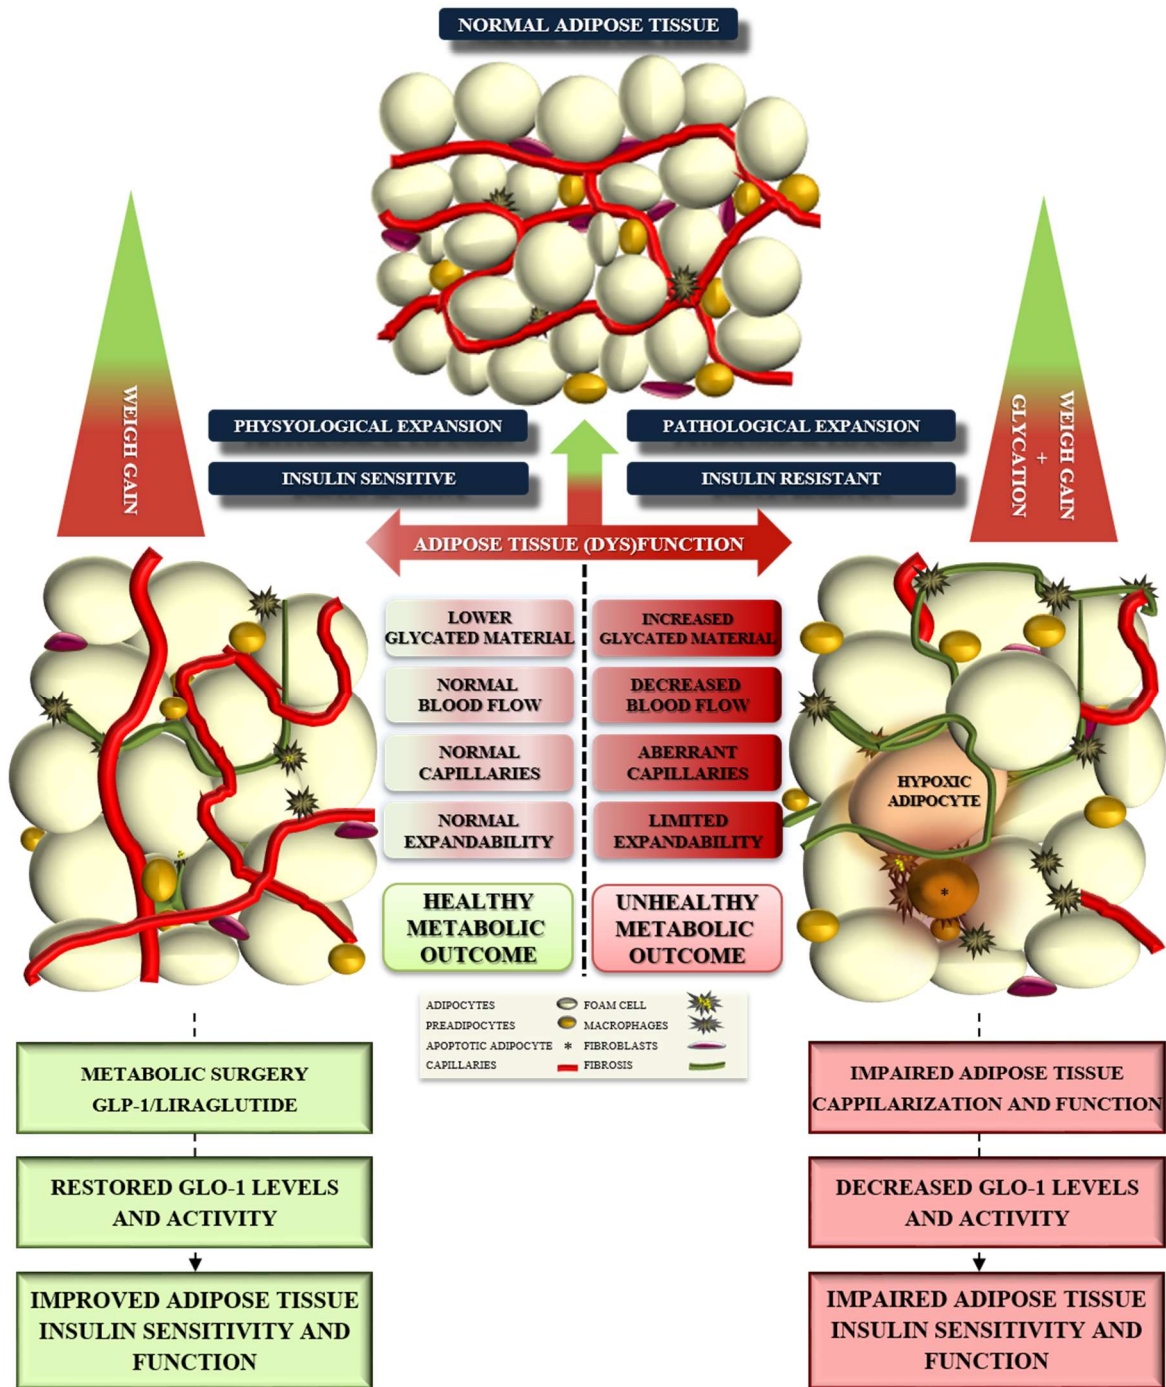 NORMAL ADIPOSE TISSUE
WEIGH GAIN
PHYSYOLOGICAL EXPANSION
INSULIN SENSITIVE
PATHOLOGICAL EXPANSION
INSULIN RESISTANT
WEIGH GAIN
+
GLYCATION
ADIPOSE TISSUE (DYS)FUNCTION
LOWER
GLYCATED MATERIAL
NORMAL
BLOOD FLOW
NORMAL
CAPILLARIES
NORMAL
EXPANDABILITY
HEALTHY
METABOLIC
OUTCOME
INCREASED
GLYCATED MATERIAL
DECREASED
BLOOD FLOW
ABERRANT
CAPILLARIES
LIMITED
EXPANDABILITY
UNHEALTHY
METABOLIC
OUTCOME
HYPOXIC
ADIPOCYTE
*
ADIPOCYTES
PREADIPOCYTES
APOPTOTIC ADIPOCYTE *
CAPILLARIES
FOAM CELL
MACROPHAGES
FIBROBLASTS
FIBROSIS
METABOLIC SURGERY
GLP-1/LIRAGLUTIDE
RESTORED GLO-1 LEVELS
AND ACTIVITY
IMPROVED ADIPOSE TISSUE
INSULIN SENSITIVITY AND
FUNCTION
IMPAIRED ADIPOSE TISSUE
CAPPILARIZATION AND FUNCTION
DECREASED GLO-1 LEVELS
AND ACTIVITY
IMPAIRED ADIPOSE TISSUE
INSULIN SENSITIVITY AND
FUNCTION